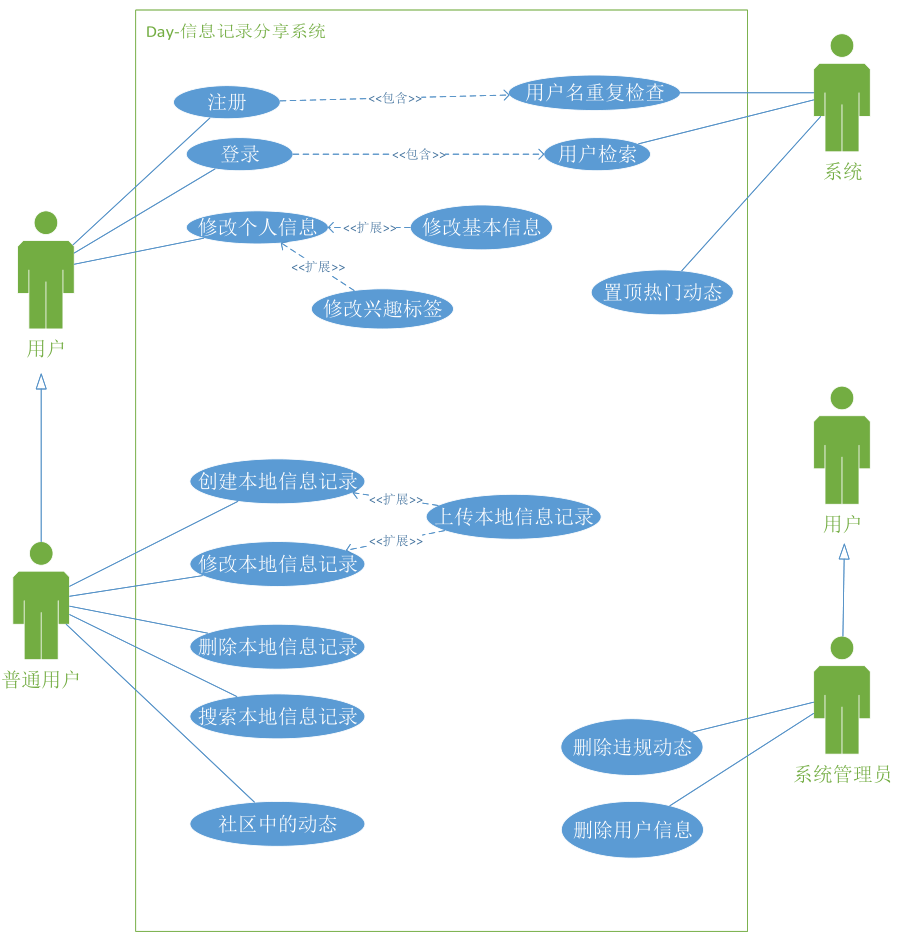 Day-信息记录分享系统
注册
<<包含>>
用户名重复检查
登录
<<包含>>
用户检索
系统
修改个人信息
<<扩展>>
修改基本信息
<<扩展>>
修改兴趣标签
置顶热门动态
用户
创建本地信息记录
<<扩展>>
上传本地信息记录
用户
修改本地信息记录
<<扩展>>
删除本地信息记录
普通用户
搜索本地信息记录
删除违规动态
系统管理员
社区中的动态
删除用户信息